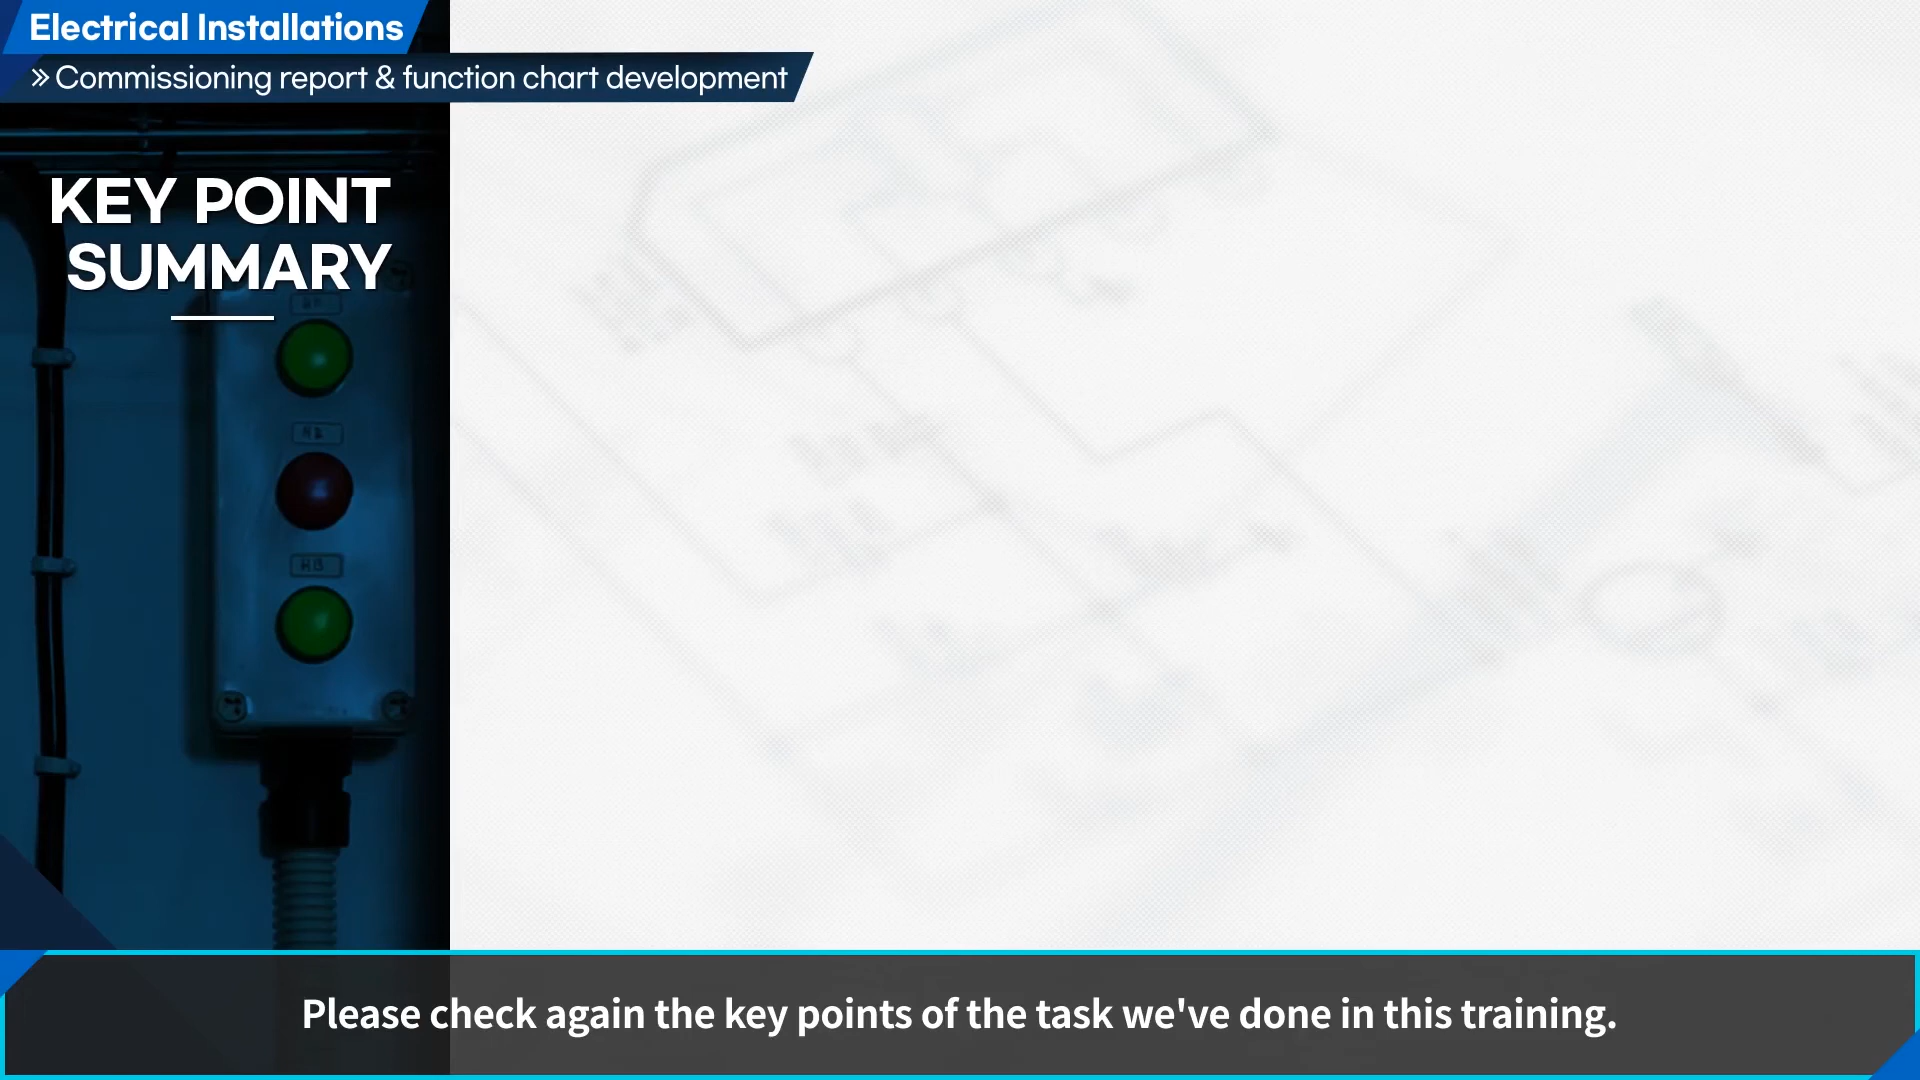 Electrical Installations
» Commissioning report & function chart development
KEY POINT
SUMMARY
Please check again the key points of the task we've done in this training.